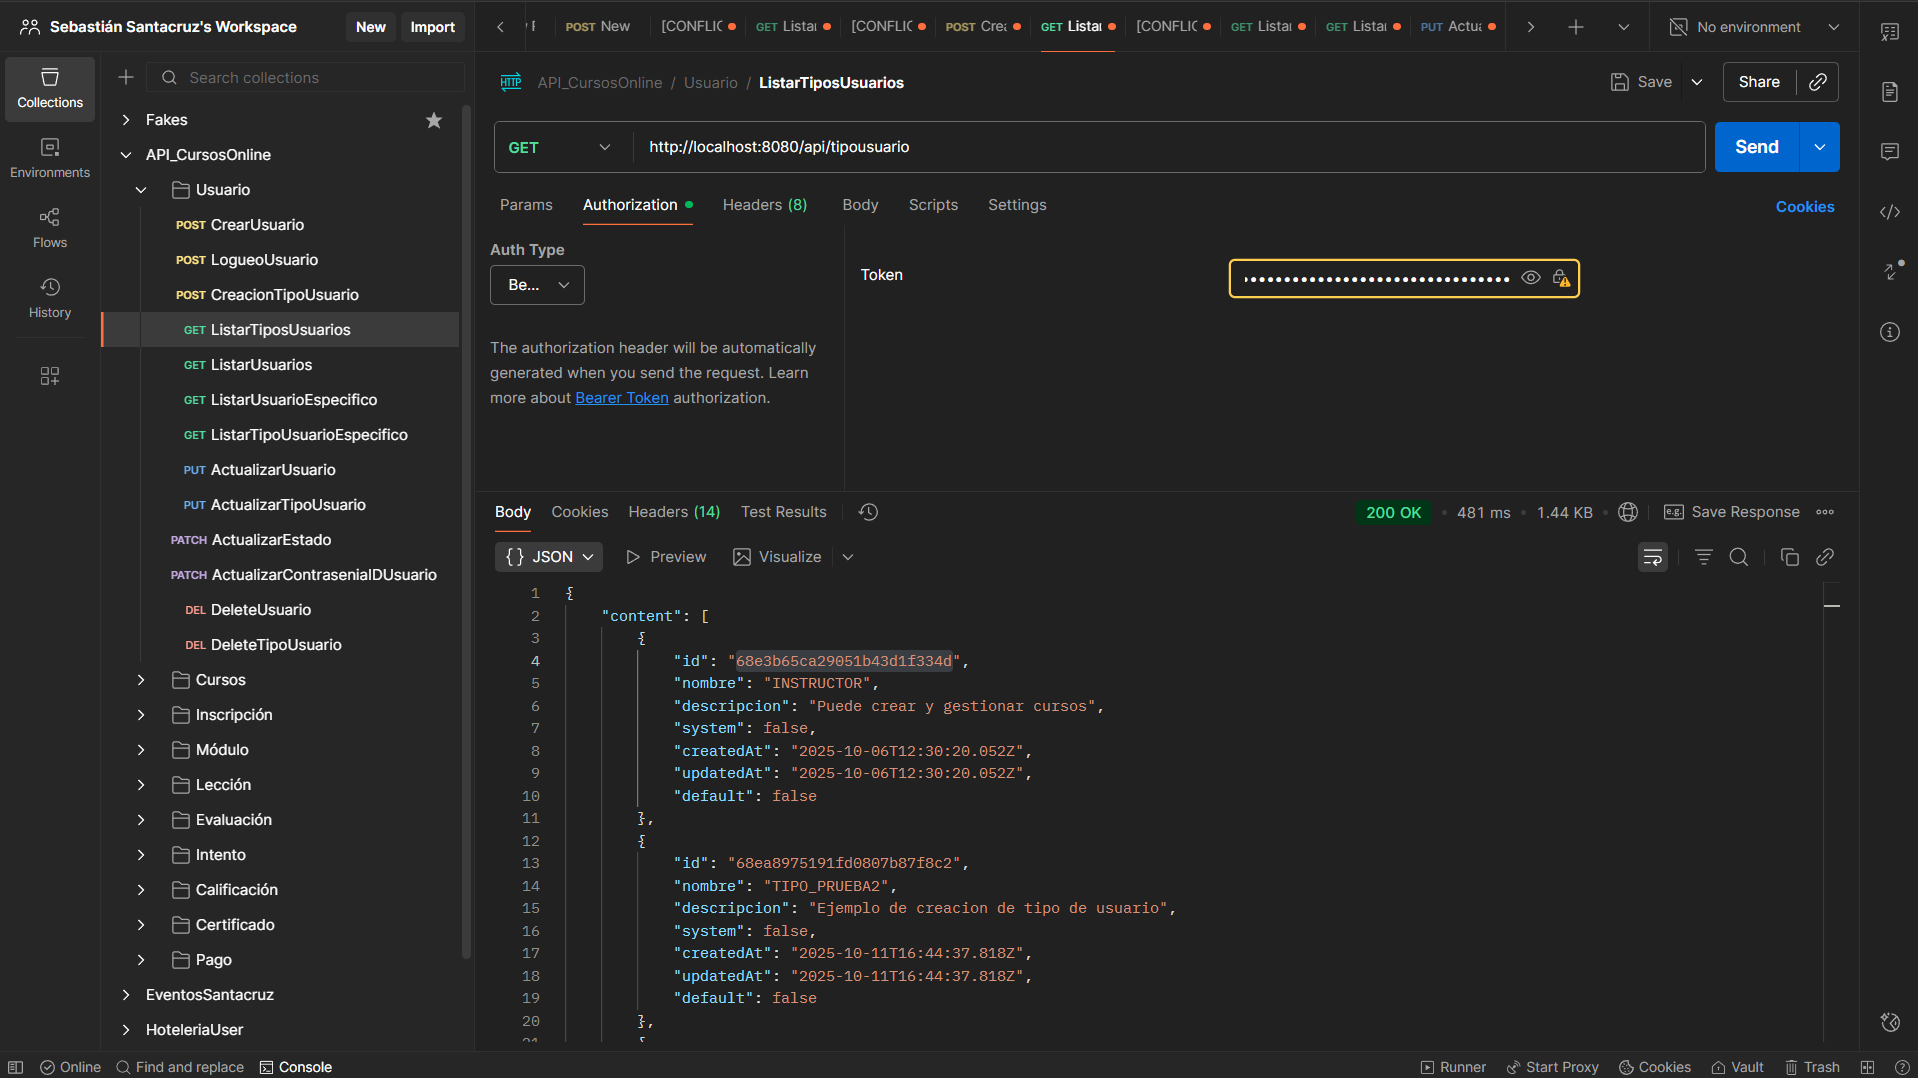 Sebastián Santacruz's Workspace
New
Import
POST New
[CONFLIC
GET Listar
[CONFLIC
POST Crea
GET Listar
[CONFLIC
GET Listar
GET Listar
PUT Actua
No environment
Collections
Environments
Flows
History
Search collections
Fakes
API_CursosOnline
Usuario
POST CrearUsuario
POST LogueoUsuario
POST CreacionTipoUsuario
GET ListarTiposUsuarios
GET ListarUsuarios
GET ListarUsuarioEspecifico
GET ListarTipoUsuarioEspecifico
PUT ActualizarUsuario
PUT ActualizarTipoUsuario
PATCH ActualizarEstado
PATCH ActualizarContraseniaIDUsuario
DEL DeleteUsuario
DEL DeleteTipoUsuario
Cursos
Inscripción
Módulo
Lección
Evaluación
Intento
Calificación
Certificado
Pago
EventosSantacruz
HoteleriaUser
HTTP API_CursosOnline / Usuario / ListarTiposUsuarios
Save
Share
GET
http://localhost:8080/api/tipousuario
Send
Params
Authorization
Headers (8)
Body
Scripts
Settings
Cookies
Auth Type
Be...
The authorization header will be automatically
generated when you send the request. Learn
more about Bearer Token authorization.
Token
Body
Cookies
Headers (14)
Test Results
200 OK
481 ms
1.44 KB
e.g. Save Response
{} JSON
Preview
Visualize
1 {
2 "content": [
3 {
4 "id": "68e3b65ca29051b43d1f334d",
5 "nombre": "INSTRUCTOR",
6 "descripcion": "Puede crear y gestionar cursos",
7 "system": false,
8 "createdAt": "2025-10-06T12:30:20.052Z",
9 "updatedAt": "2025-10-06T12:30:20.052Z",
10 "default": false
11 },
12 {
13 "id": "68ea8975191fd0807b87f8c2",
14 "nombre": "TIPO_PRUEBA2",
15 "descripcion": "Ejemplo de creacion de tipo de usuario",
16 "system": false,
17 "createdAt": "2025-10-11T16:44:37.818Z",
18 "updatedAt": "2025-10-11T16:44:37.818Z",
19 "default": false
20 },
21 {
Online
Find and replace
Console
Runner
Start Proxy
Cookies
Vault
Trash